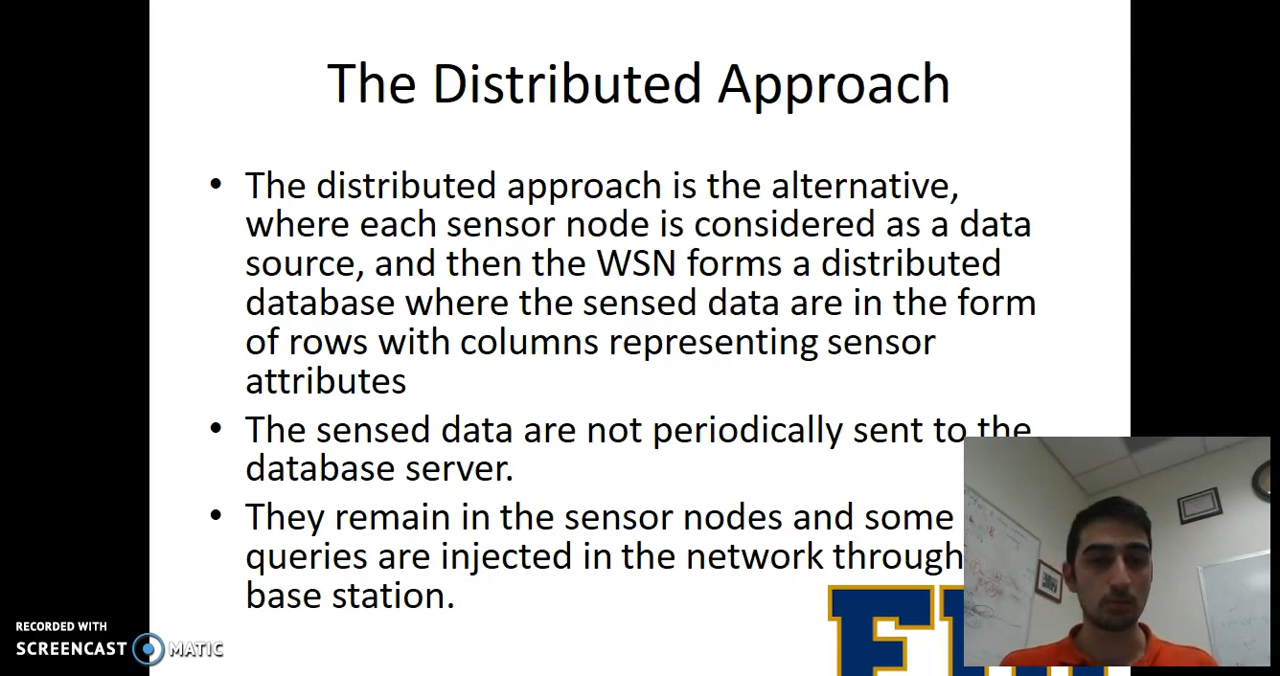 The Distributed Approach
• The distributed approach is the alternative,
where each sensor node is considered as a data
source, and then the WSN forms a distributed
database where the sensed data are in the form
of rows with columns representing sensor
attributes
• The sensed data are not periodically sent to the
database server.
• They remain in the sensor nodes and some
queries are injected in the network through
base station.
RECORDED WITH
SCREENCAST MATIC